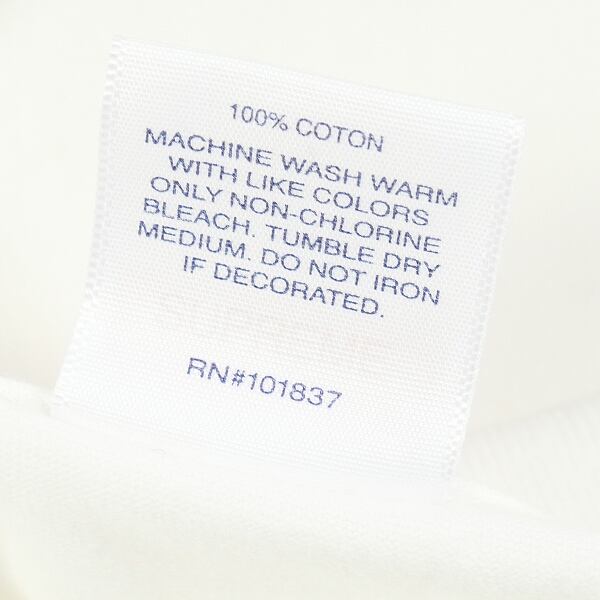 100% COTON
MACHINE WASH WARM
WITH LIKE COLORS
ONLY NON-CHLORINE
BLEACH. TUMBLE DRY
MEDIUM. DO NOT IRON
IF DECORATED.
RN#101837